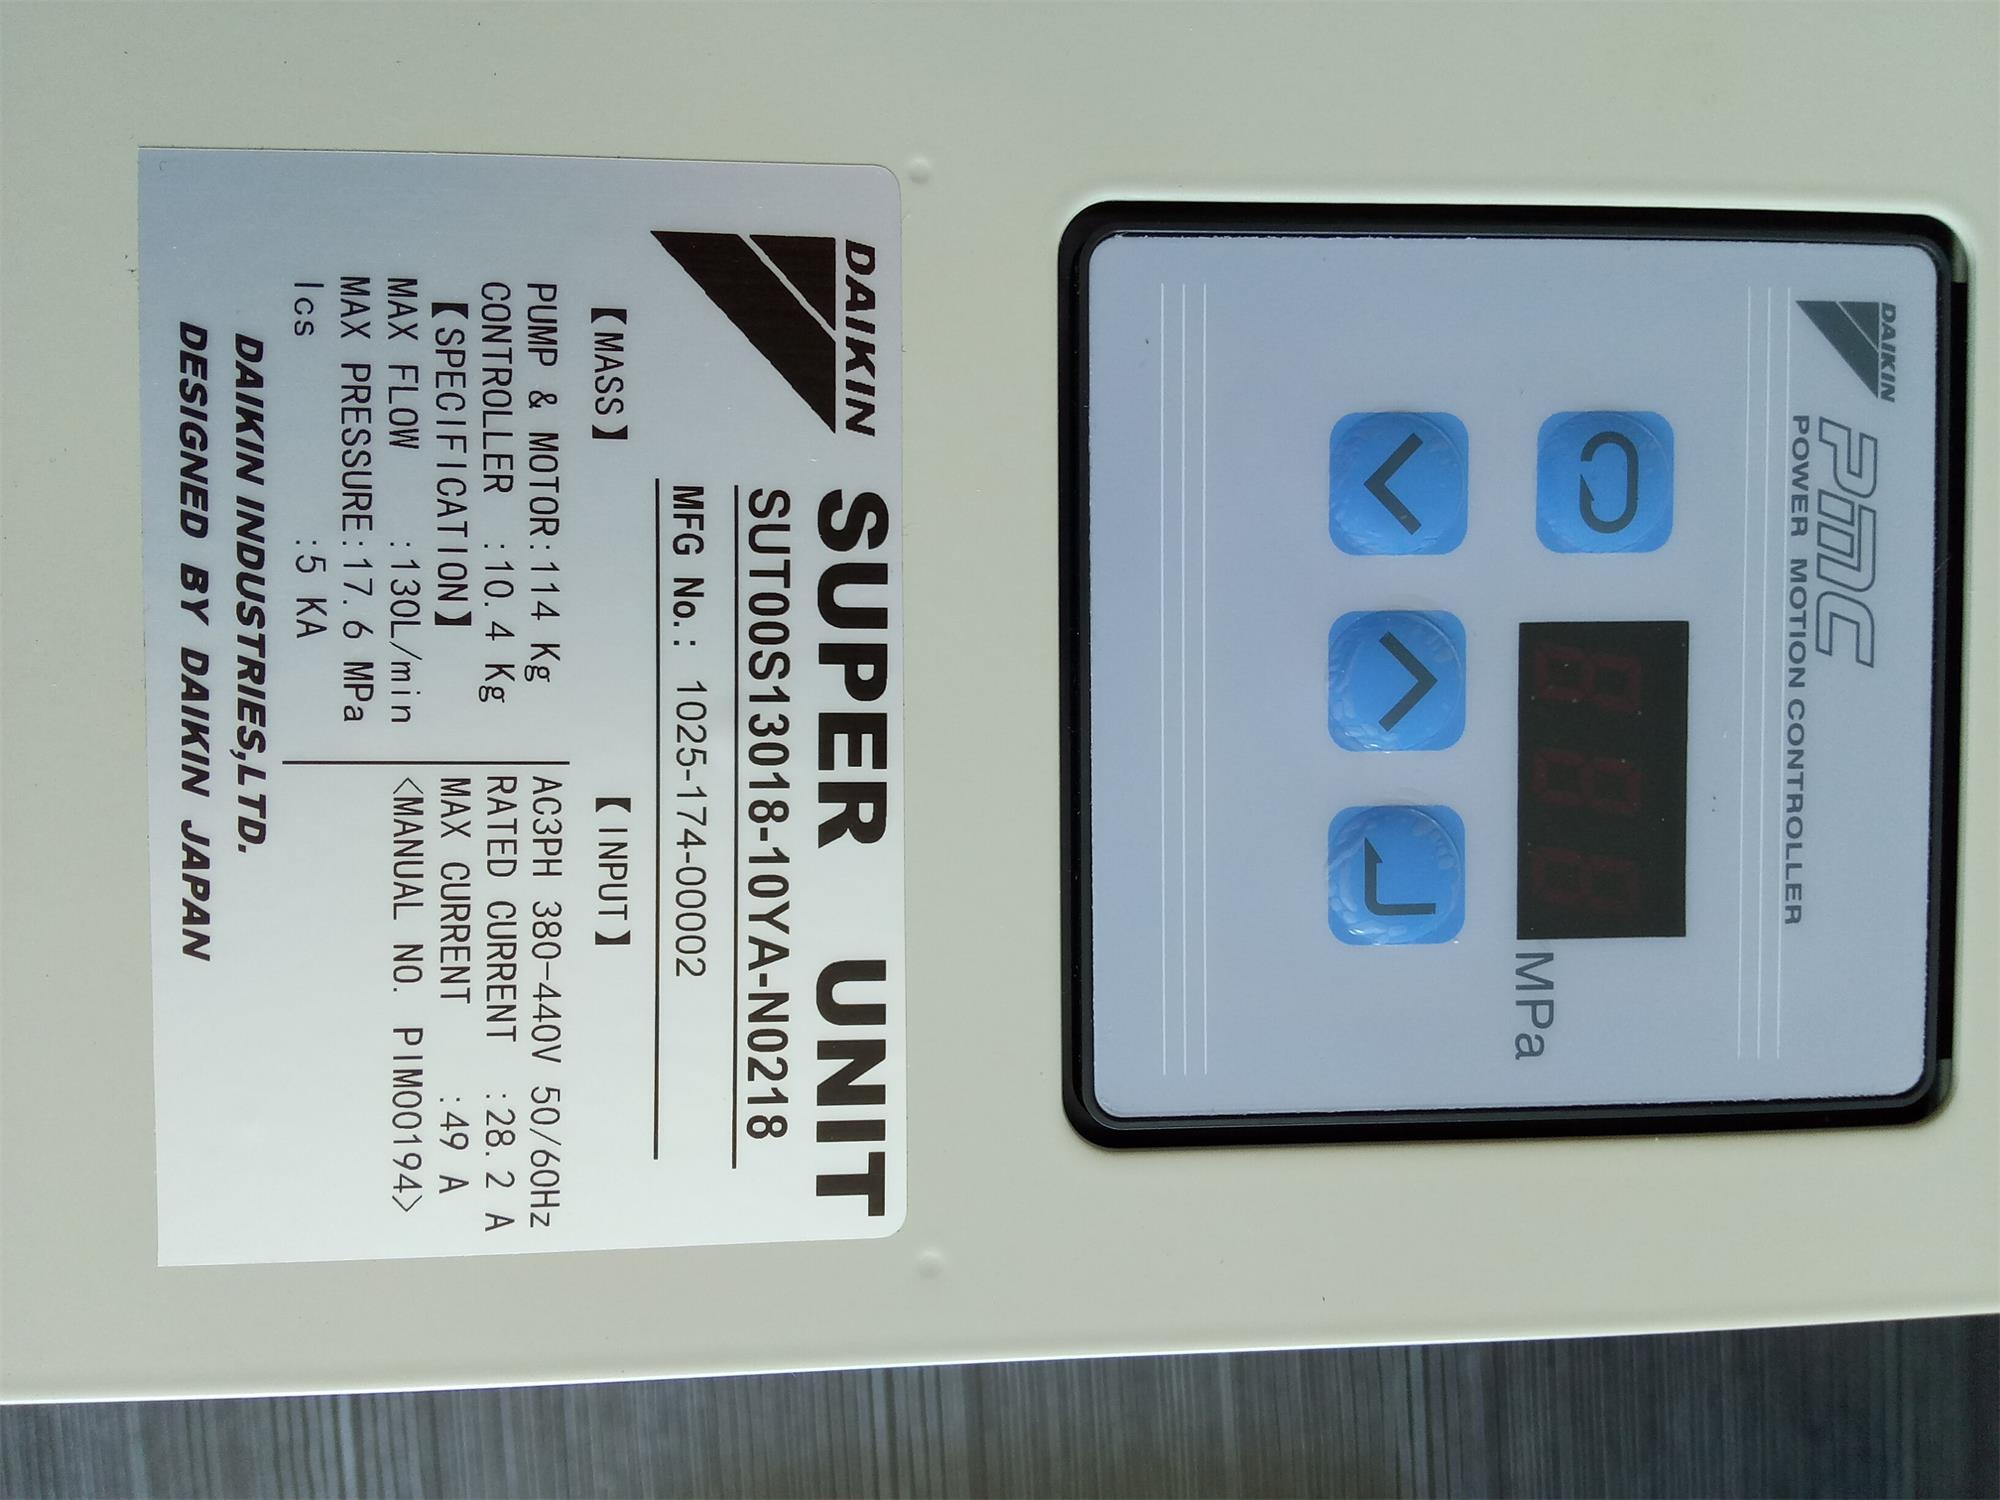 DAIKIN
PMC
POWER MOTION CONTROLLER
888
MPa
DAIKIN
SUPER UNIT
SUT00S13018-10YA-N0218
MFG No.: 1025-174-00002
【MASS】
PUMP & MOTOR:114 Kg
CONTROLLER :10.4 Kg
【SPECIFICATION】
MAX FLOW :130L/min
MAX PRESSURE:17.6 MPa
Ics :5 KA
【INPUT】
AC3PH 380-440V 50/60Hz
RATED CURRENT :28.2 A
MAX CURRENT :49 A
<MANUAL NO. PIM00194>
DAIKIN INDUSTRIES,LTD.
DESIGNED BY DAIKIN JAPAN